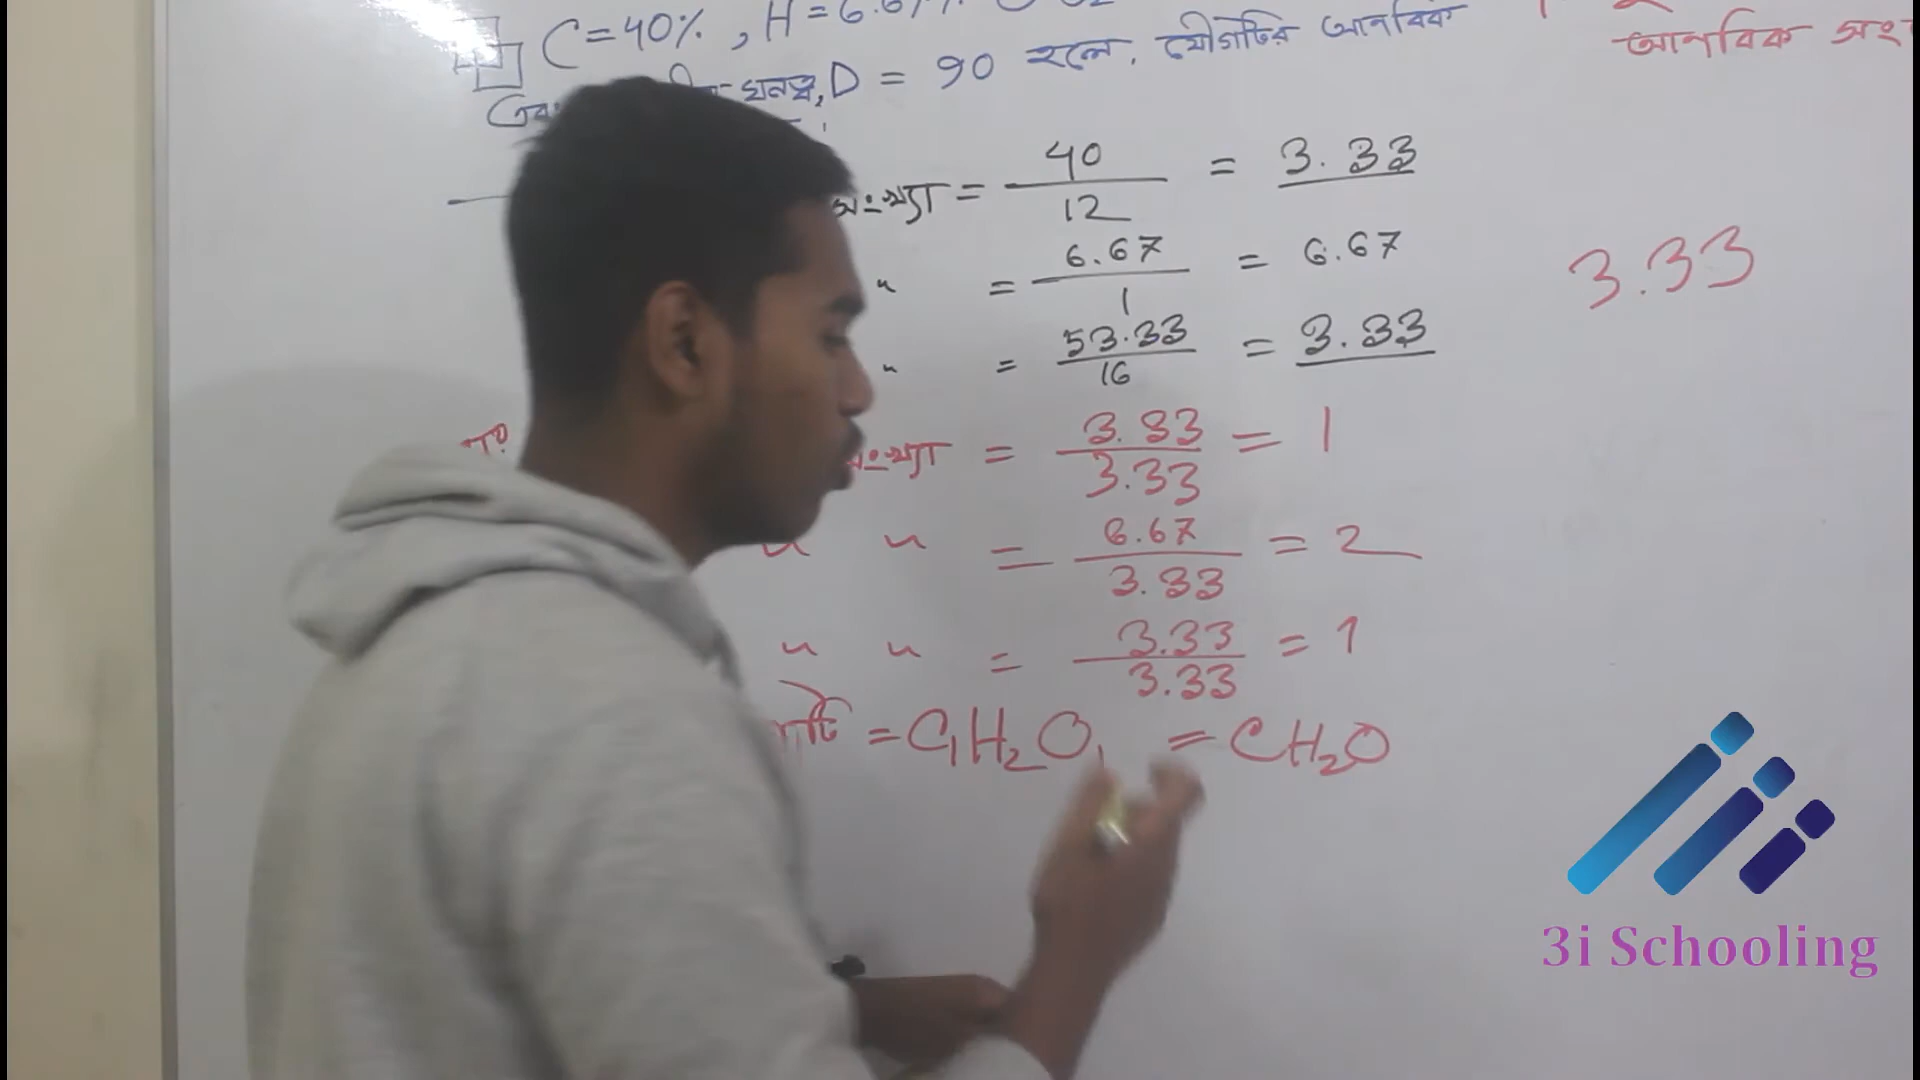 C = 40%, H = 6.67%
ঘনত্ব, D = 90 হলে, যৌগটির আনবিক
আনবিক
সংখ্যা = 40/12 = 3.33
" = 6.67/1 = 6.67
3.33
" = 53.33/16 = 3.33
সংখ্যা = 3.33/3.33 = 1
" " = 6.67/3.33 = 2
" " = 3.33/3.33 = 1
= C₁H₂O₁ = CH₂O
3i Schooling